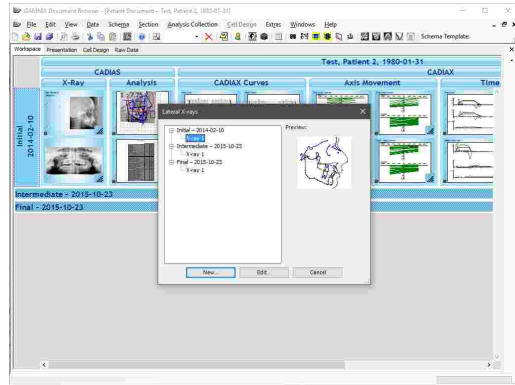 GAMMA Document Browser - [Patient Document - Test, Patient 2, 1980-01-31]
File Edit View Data Schema Section Analysis Collection Cell Design Extras Windows Help
Schema Template:
Workspace Presentation Cell Design Raw Data
Test, Patient 2, 1980-01-31
CADIAS CADIAX
X-Ray Analysis CADIAX Curves Axis Movement Time
Initial
2014-02-10
Lateral X-rays
Initial - 2014-02-10
X-ray 1
Intermediate - 2015-10-23
X-ray 1
Final - 2015-10-23
X-ray 1
Preview:
New... Edit... Cancel
Intermediate - 2015-10-23
Final - 2015-10-23